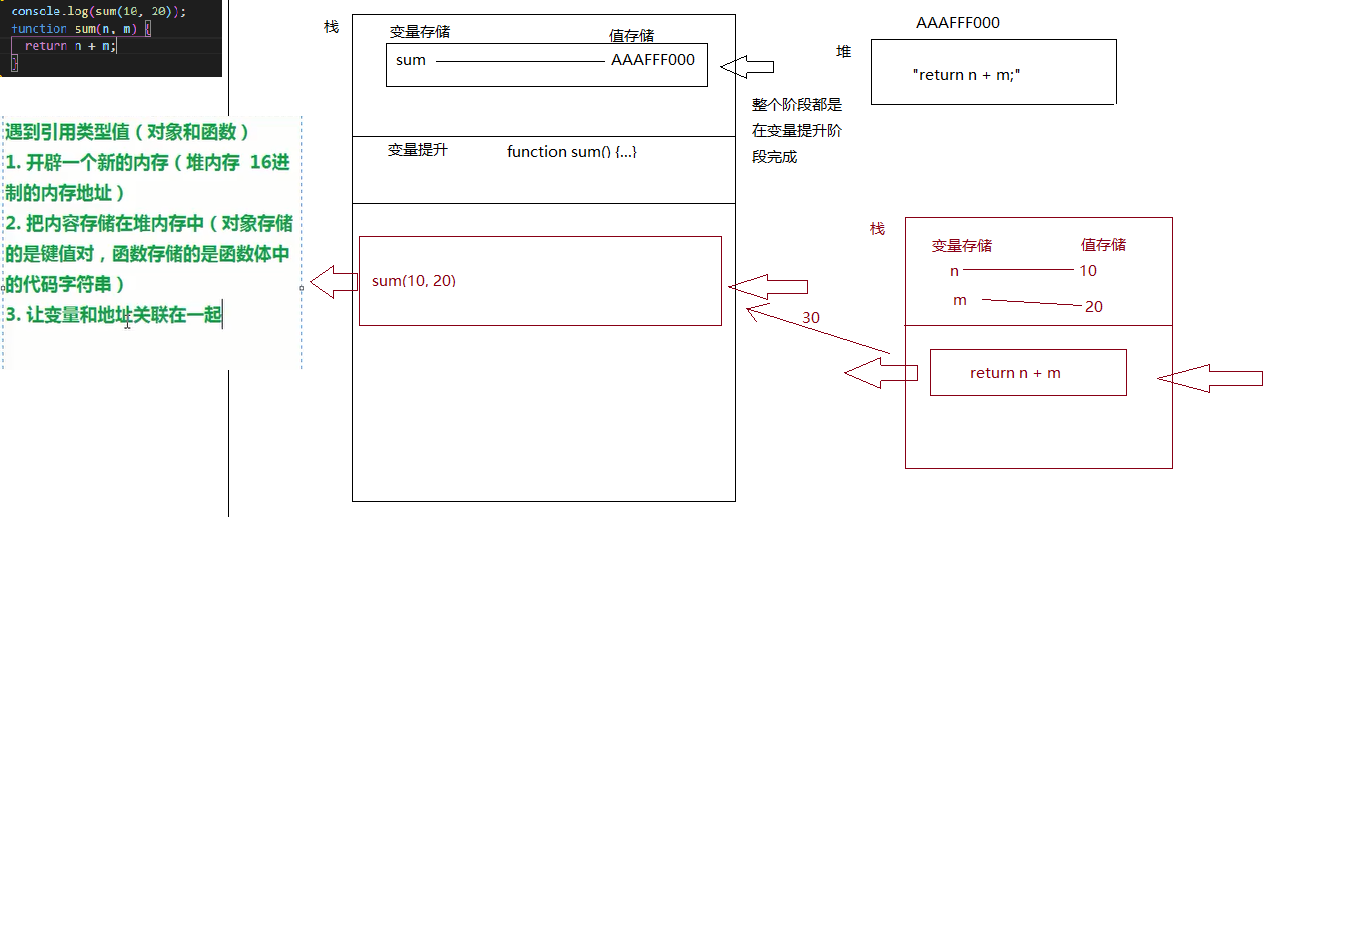 console.log(sum(10, 20));
function sum(n, m) {
return n + m;
}
遇到引用类型值（对象和函数）
1. 开辟一个新的内存（堆内存 16进
制的内存地址）
2. 把内容存储在堆内存中（对象存储
的是键值对，函数存储的是函数体中
的代码字符串）
3. 让变量和地址关联在一起
栈
变量存储
值存储
sum
AAAFFF000
变量提升
function sum() {...}
sum(10, 20)
整个阶段都是
在变量提升阶
段完成
AAAFFF000
堆
"return n + m;"
栈
变量存储
值存储
n
10
m
20
return n + m
30